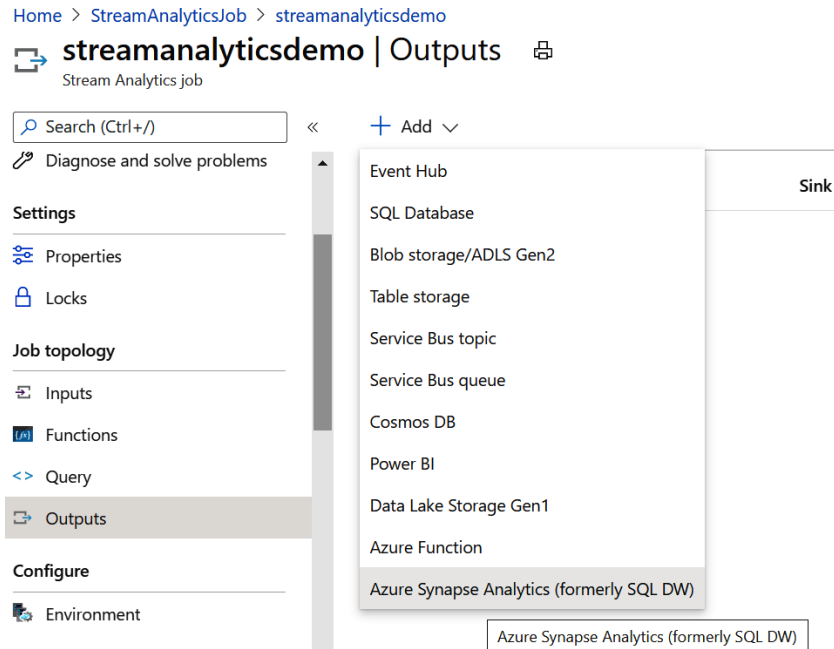 Home > StreamAnalyticsJob > streamanalyticsdemo
streamanalyticsdemo | Outputs
Stream Analytics job
Search (Ctrl+/)
«
Diagnose and solve problems
Settings
Properties
Locks
Job topology
Inputs
Functions
<> Query
Outputs
Configure
Environment
+ Add
Event Hub
SQL Database
Blob storage/ADLS Gen2
Table storage
Service Bus topic
Service Bus queue
Cosmos DB
Power BI
Data Lake Storage Gen1
Azure Function
Azure Synapse Analytics (formerly SQL DW)
Azure Synapse Analytics (formerly SQL DW)
Sink